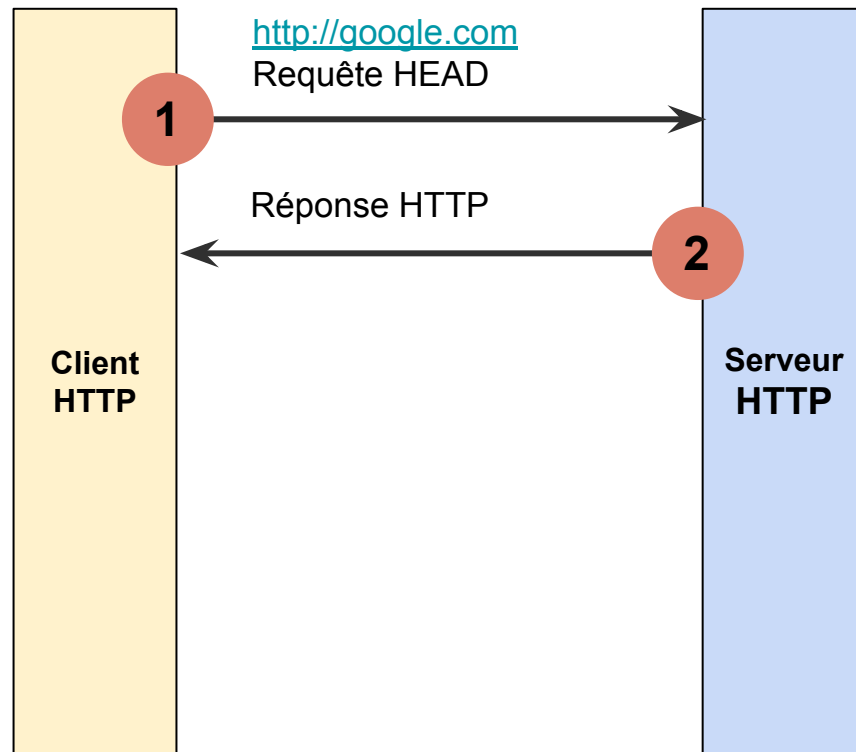 http://google.com
Requête HEAD
1
Réponse HTTP
2
Client
HTTP
Serveur
HTTP